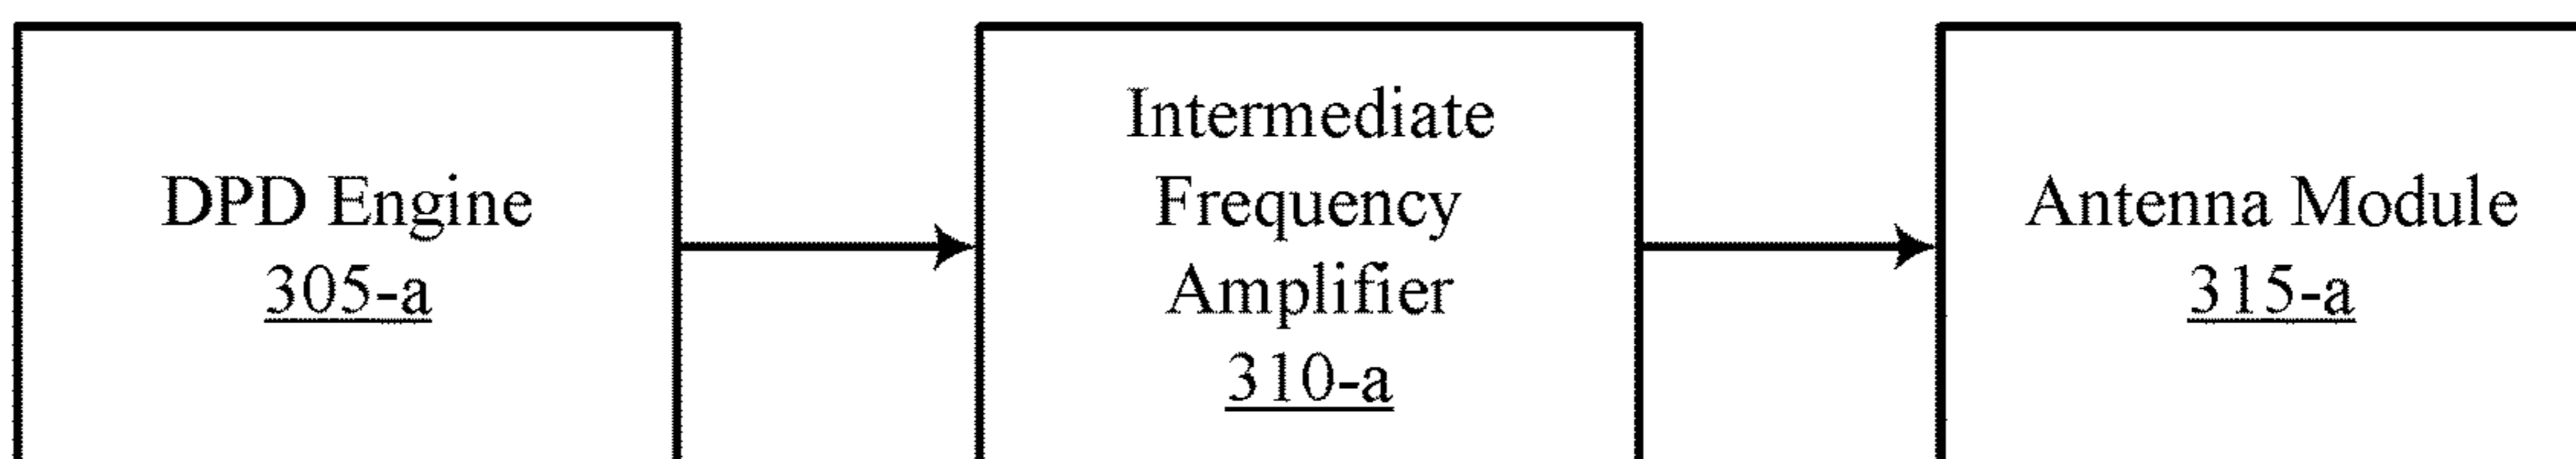 DPD Engine
305-a
Intermediate
Frequency
Amplifier
310-a
Antenna Module
315-a